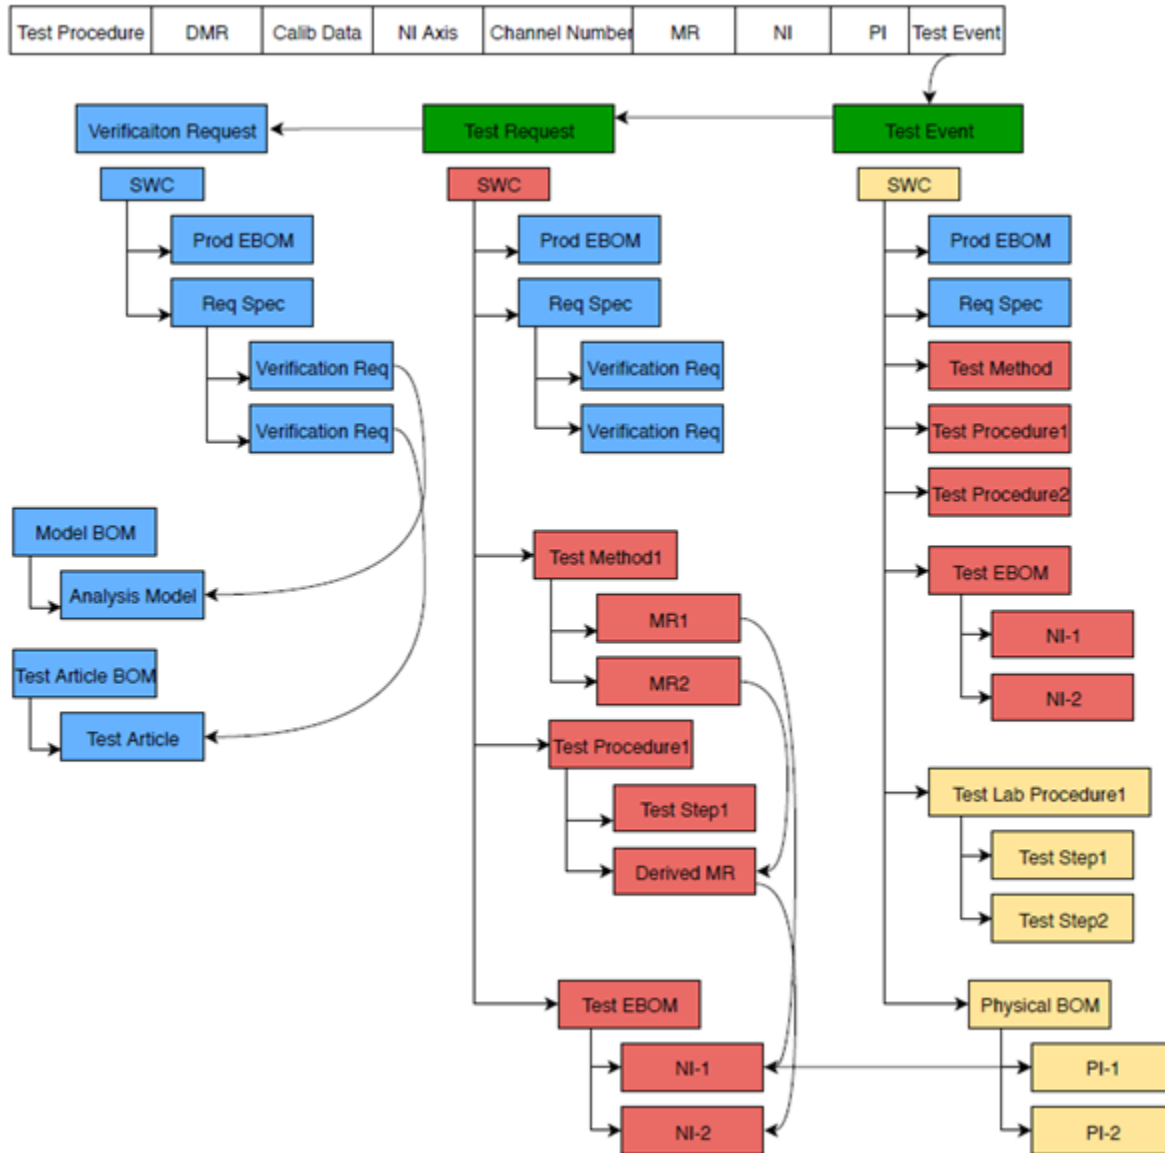 Test Procedure DMR Calib Data NI Axis Channel Number MR NI PI Test Event
Verificaiton Request Test Request Test Event
SWC SWC SWC
Prod EBOM Prod EBOM Prod EBOM
Req Spec Req Spec Req Spec
Verification Req Verification Req Test Method
Verification Req Verification Req Test Procedure1
Test Procedure2
Model BOM
Test Method1 Test EBOM
Analysis Model
MR1 NI-1
Test Article BOM MR2 NI-2
Test Article Test Procedure1
Test Step1 Test Lab Procedure1
Derived MR Test Step1
Test Step2
Test EBOM Physical BOM
NI-1 PI-1
NI-2 PI-2